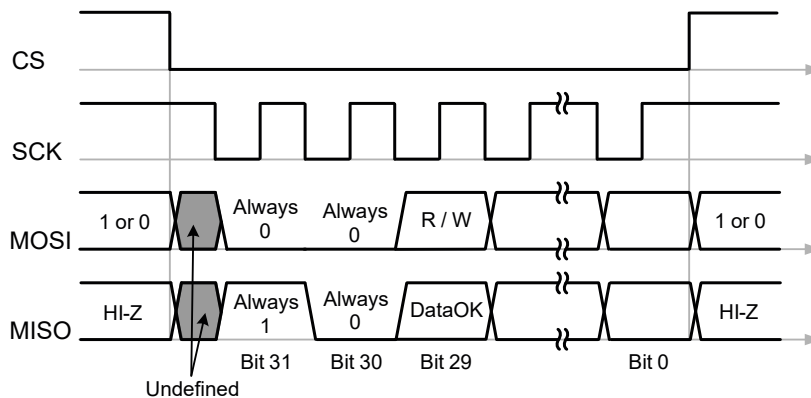 CS
SCK
MOSI
1 or 0
Always
0
Always
0
R / W
1 or 0
MISO
HI-Z
Always
1
Always
0
DataOK
HI-Z
Bit 31
Bit 30
Bit 29
Bit 0
Undefined